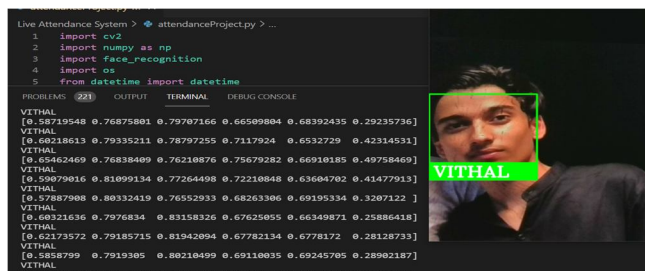 Live Attendance System > attendanceProject.py > ...
1 import cv2
2 import numpy as np
3 import face_recognition
4 import os
5 from datetime import datetime
PROBLEMS 221 OUTPUT TERMINAL DEBUG CONSOLE
VITHAL
[0.58719548 0.76875801 0.79707166 0.66509804 0.68392435 0.29235736]
VITHAL
[0.60218613 0.79335211 0.78797255 0.7117924 0.6532729 0.42314531]
VITHAL
[0.65462469 0.76838409 0.76210876 0.75679282 0.66910185 0.49758469]
VITHAL
[0.59079016 0.81099134 0.77264498 0.72210848 0.63604702 0.41477913]
VITHAL
[0.57887908 0.80332419 0.76552933 0.68263306 0.69195334 0.3207122 ]
VITHAL
[0.60321636 0.7976834 0.83158326 0.67625055 0.66349871 0.25886418]
VITHAL
[0.62173572 0.79185715 0.81942094 0.67782134 0.6778172 0.28128733]
VITHAL
[0.5858799 0.7919305 0.80210499 0.69110035 0.69245705 0.28902187]
VITHAL
VITHAL